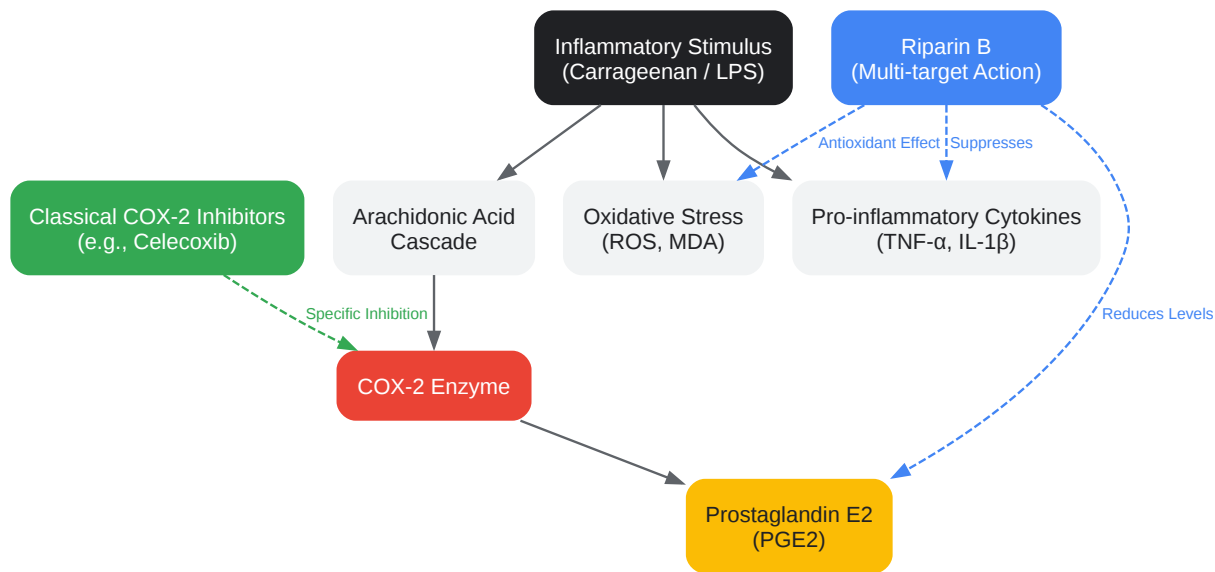 Inflammatory Stimulus
(Carrageenan / LPS)
Riparin B
(Multi-target Action)
Antioxidant Effect
Suppresses
Classical COX-2 Inhibitors
(e.g., Celecoxib)
Arachidonic Acid
Cascade
Oxidative Stress
(ROS, MDA)
Pro-inflammatory Cytokines
(TNF-α, IL-1β)
Specific Inhibition
Reduces Levels
COX-2 Enzyme
Prostaglandin E2
(PGE2)